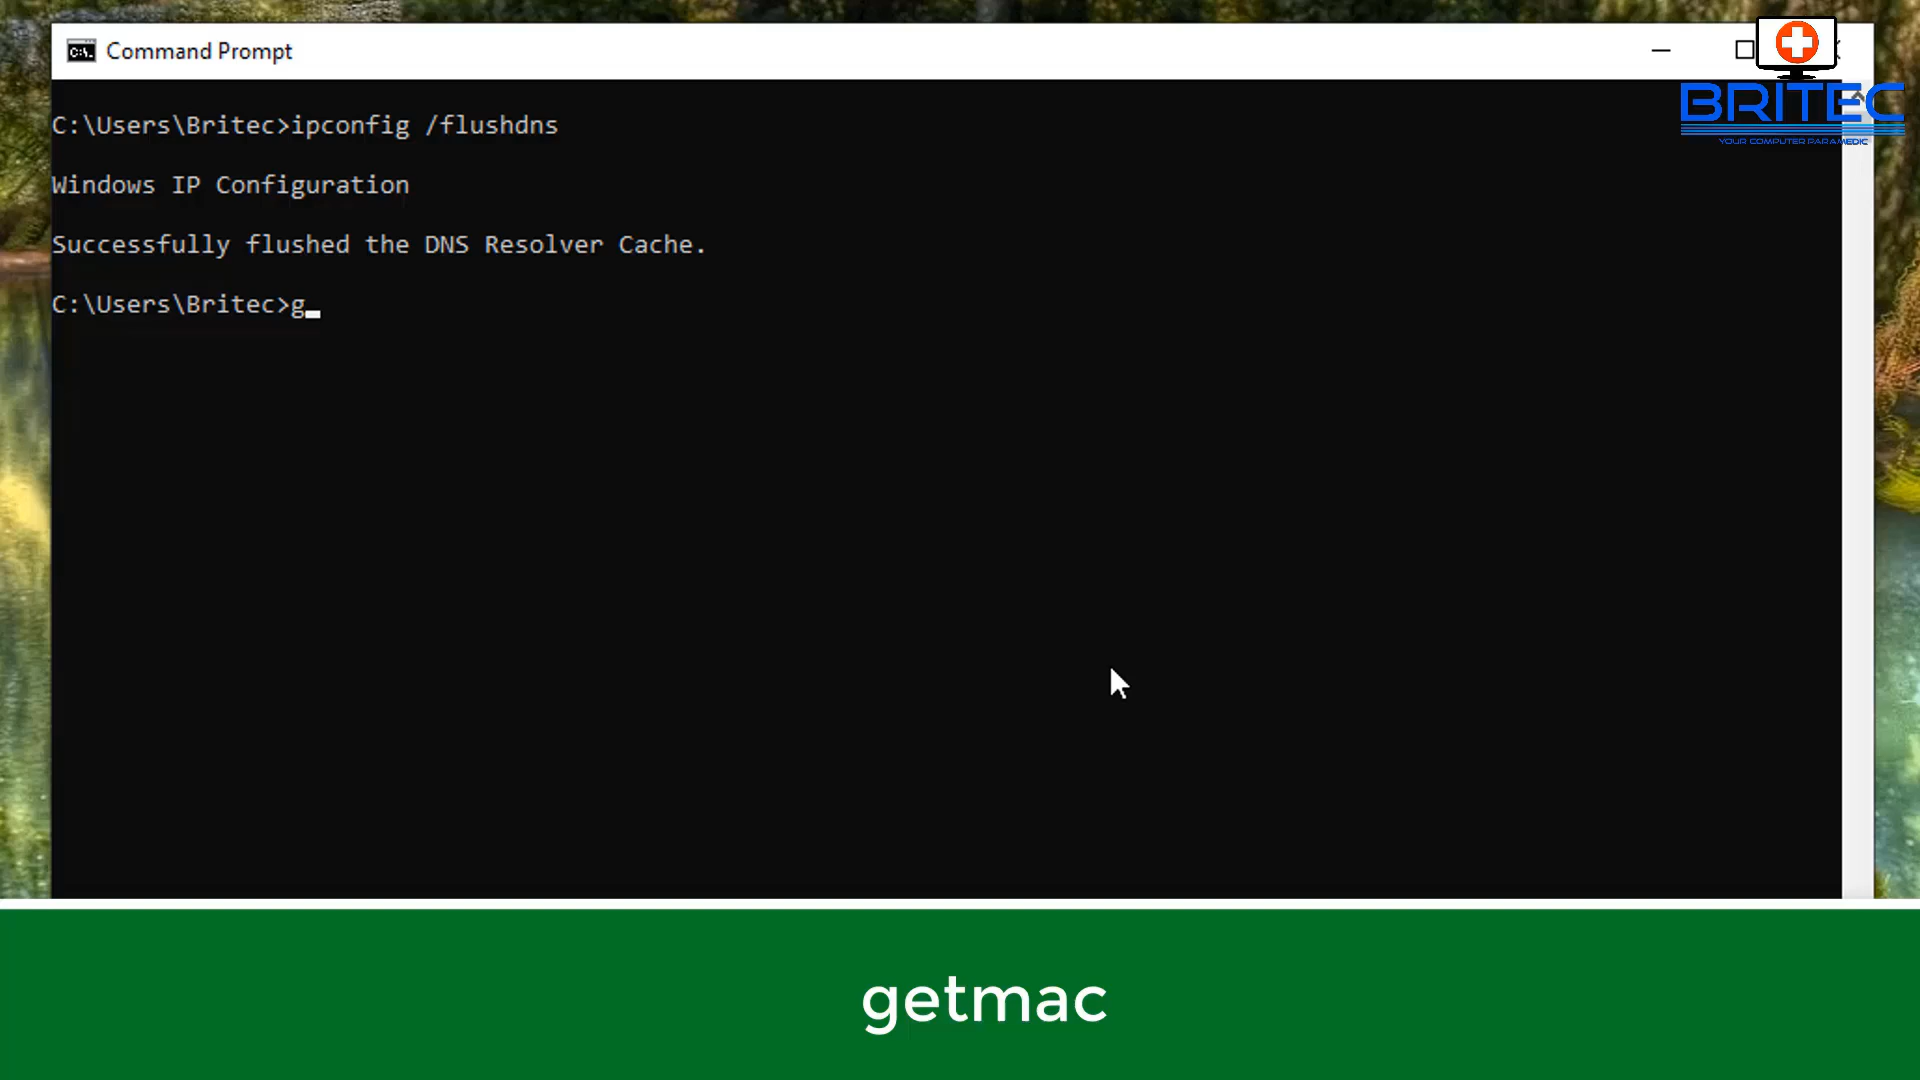 Command Prompt
BRITEC
YOUR COMPUTER PARAMEDIC
C:\Users\Britec>ipconfig /flushdns
Windows IP Configuration
Successfully flushed the DNS Resolver Cache.
C:\Users\Britec>g
getmac